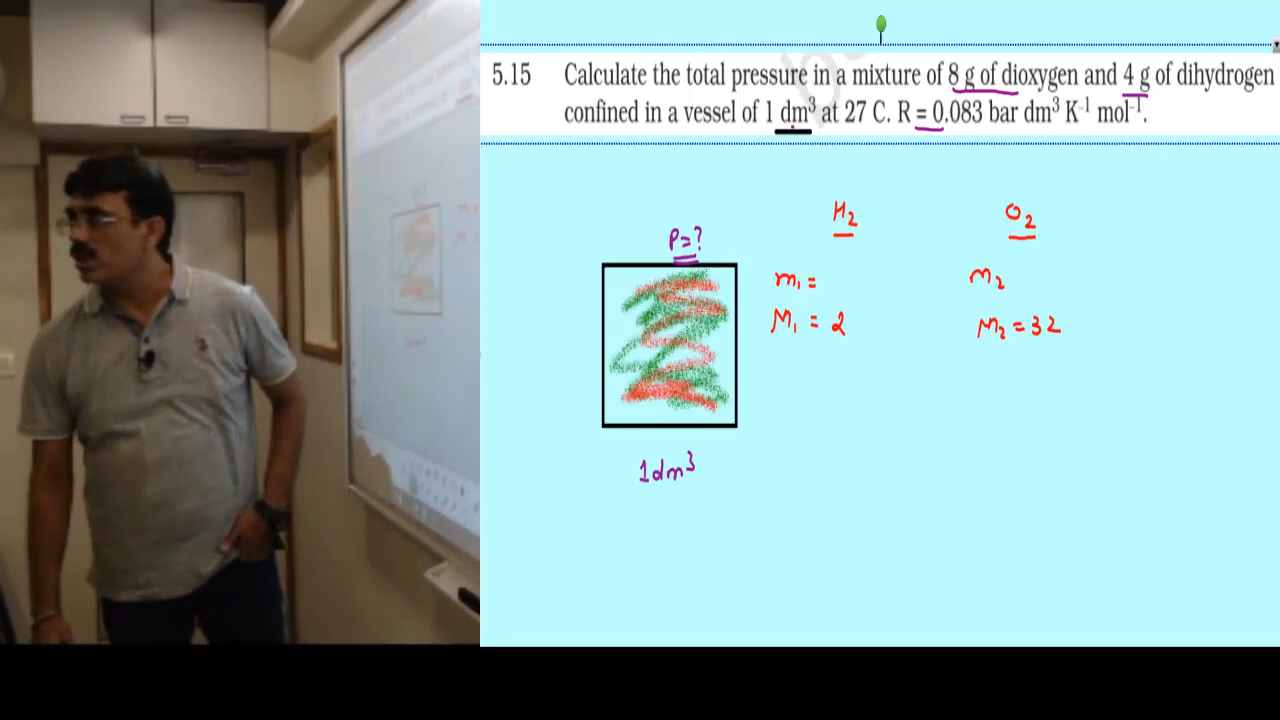 5.15 Calculate the total pressure in a mixture of 8 g of dioxygen and 4 g of dihydrogen
confined in a vessel of 1 dm³ at 27 C. R = 0.083 bar dm³ K⁻¹ mol⁻¹.
H₂ O₂
P=?
m₁ = m₂
M₁ = 2 M₂ = 32
1dm³